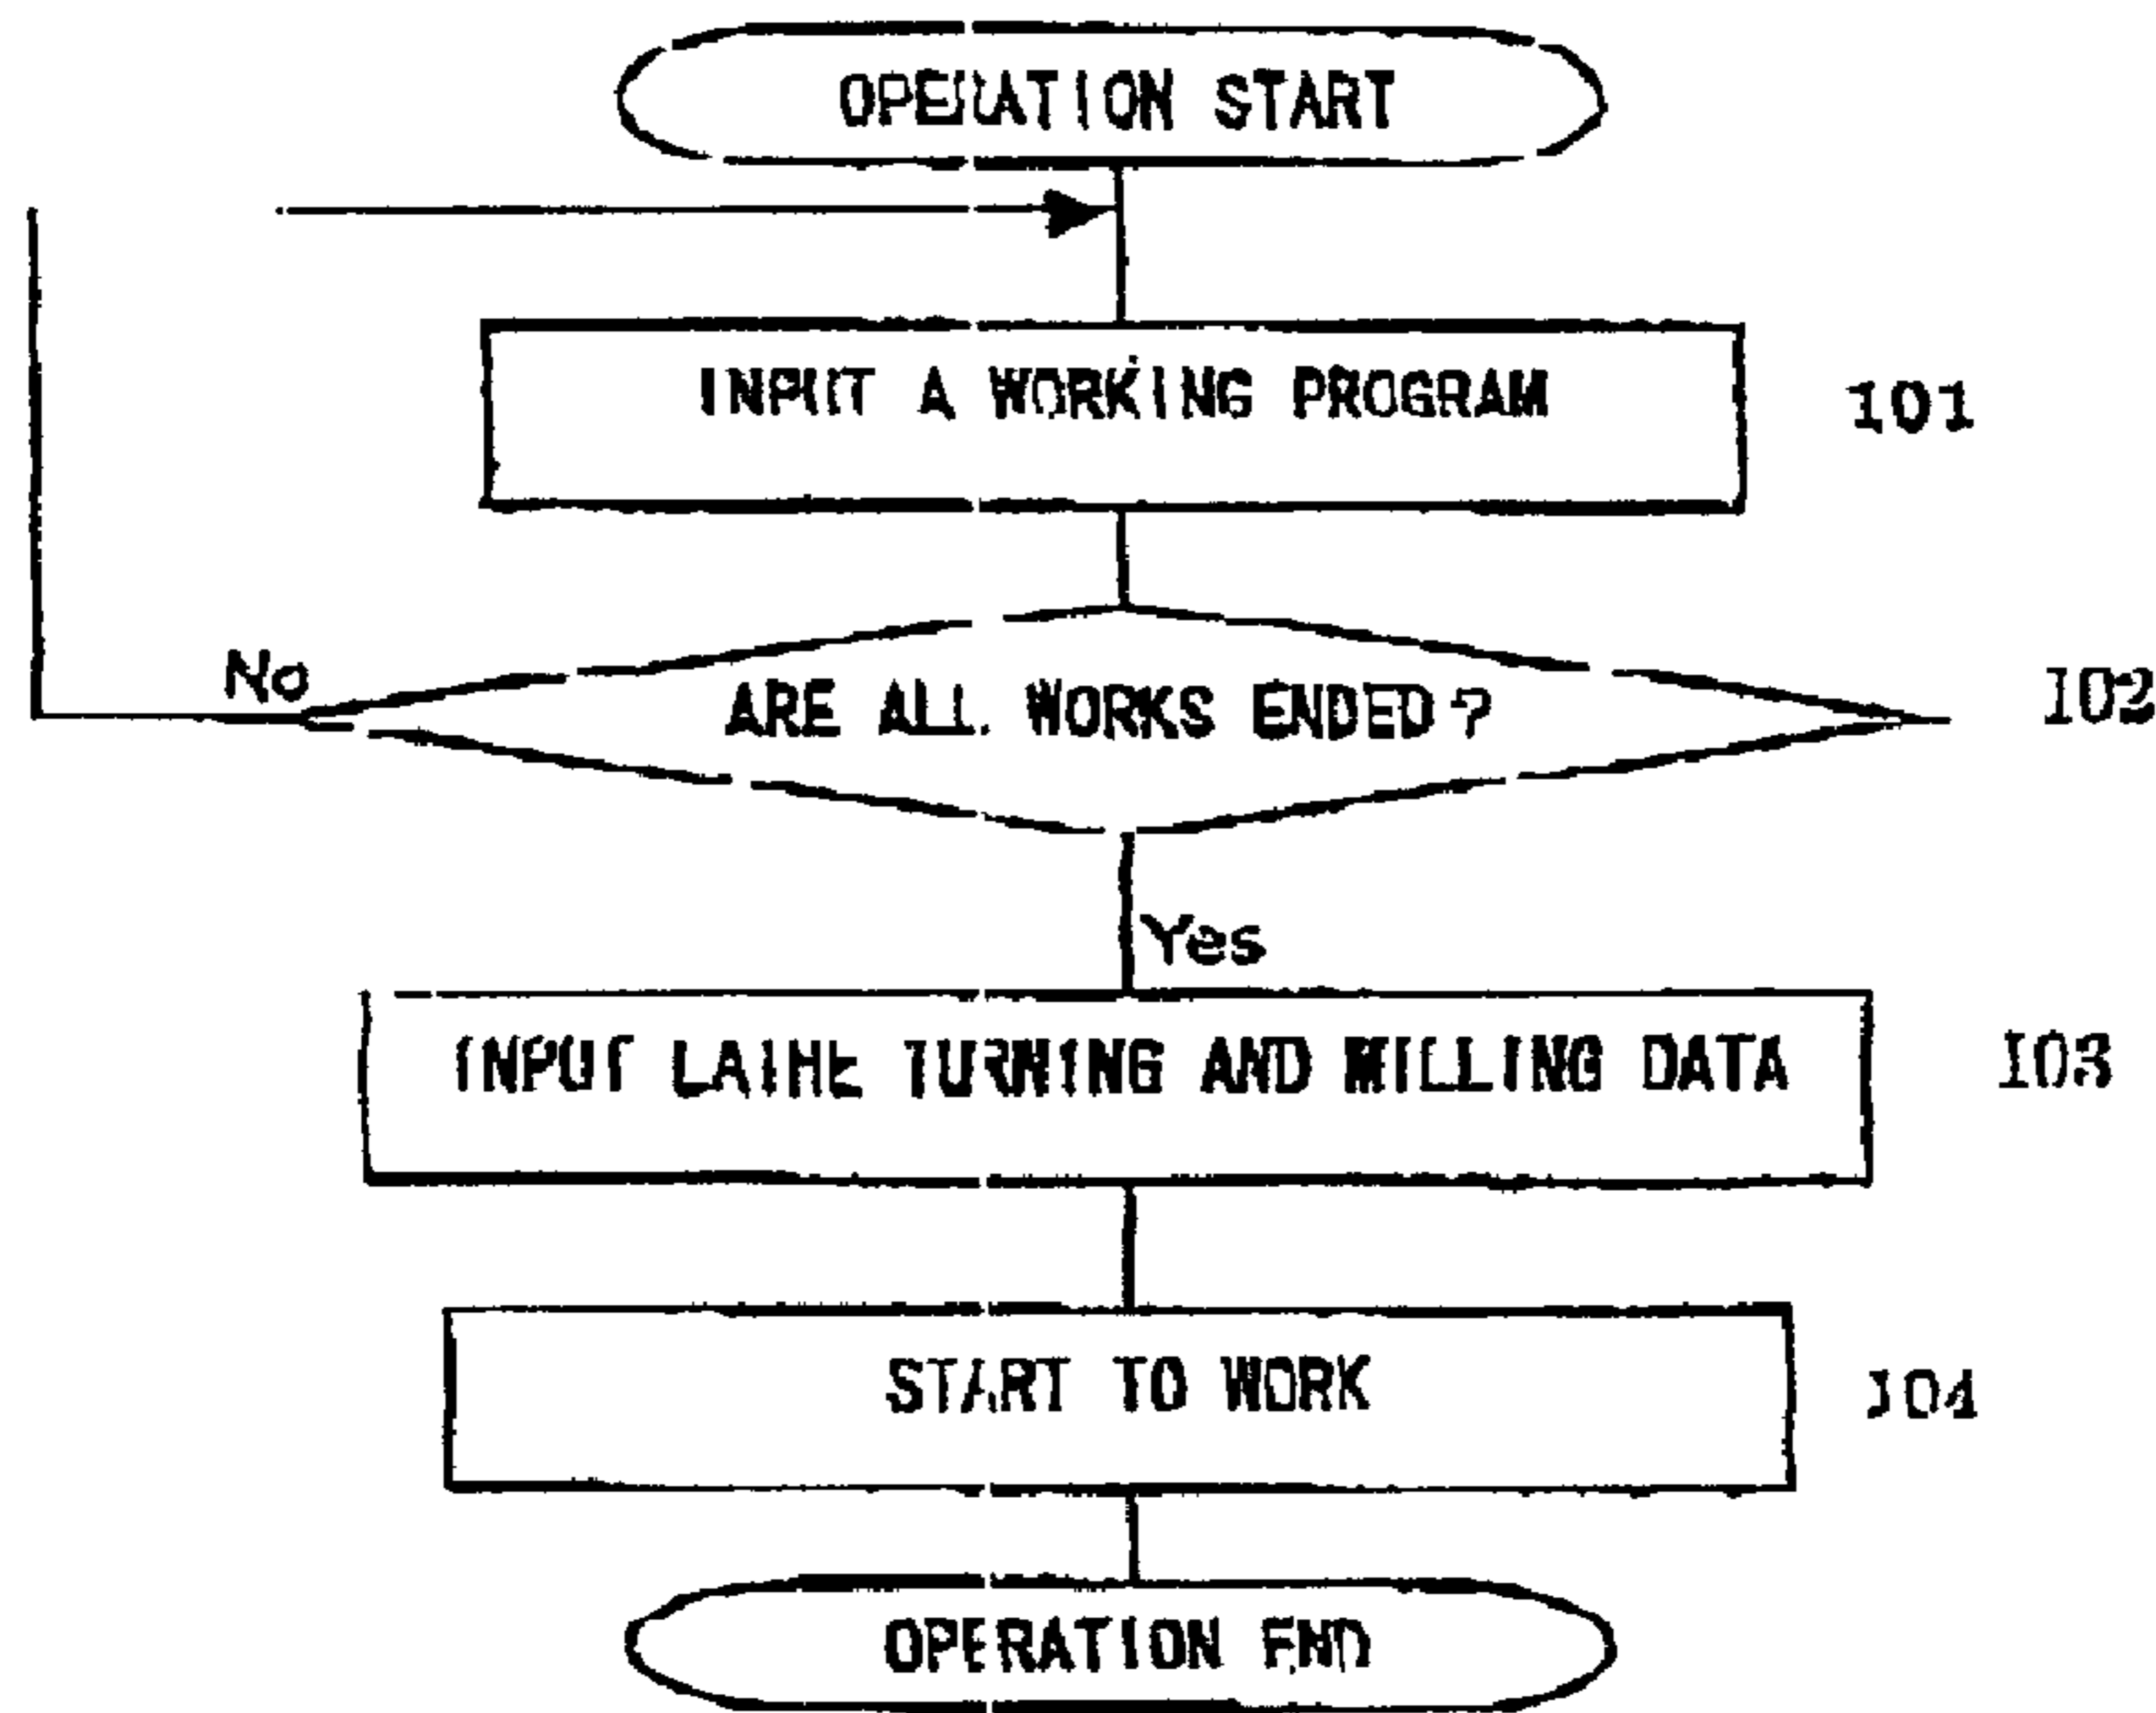 OPERATION START
INPUT A WORKING PROGRAM
101
No
ARE ALL WORKS ENDED?
102
Yes
INPUT LATHE TURNING AND MILLING DATA
103
START TO WORK
104
OPERATION END